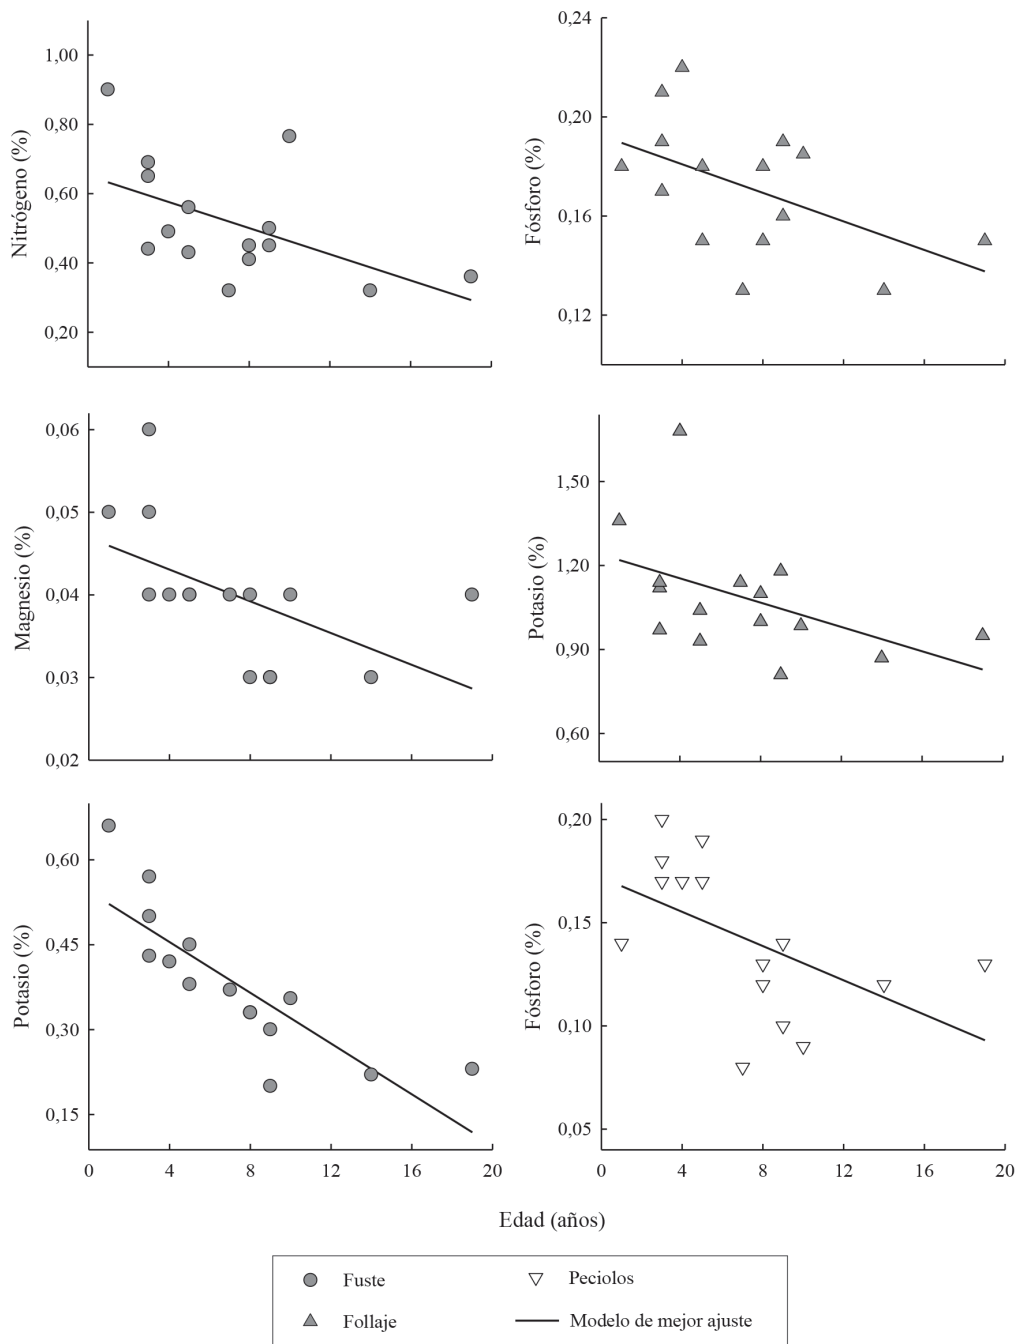 1,00
0,80
0,60
0,40
0,20
Nitrógeno (%)
0,24
0,20
0,16
0,12
Fósforo (%)
0,06
0,05
0,04
0,03
0,02
Magnesio (%)
1,50
1,20
0,90
0,60
Potasio (%)
0,60
0,45
0,30
0,15
Potasio (%)
0 4 8 12 16 20
0,20
0,15
0,10
0,05
Fósforo (%)
0 4 8 12 16 20
Edad (años)
Fuste Peciolos
Follaje Modelo de mejor ajuste